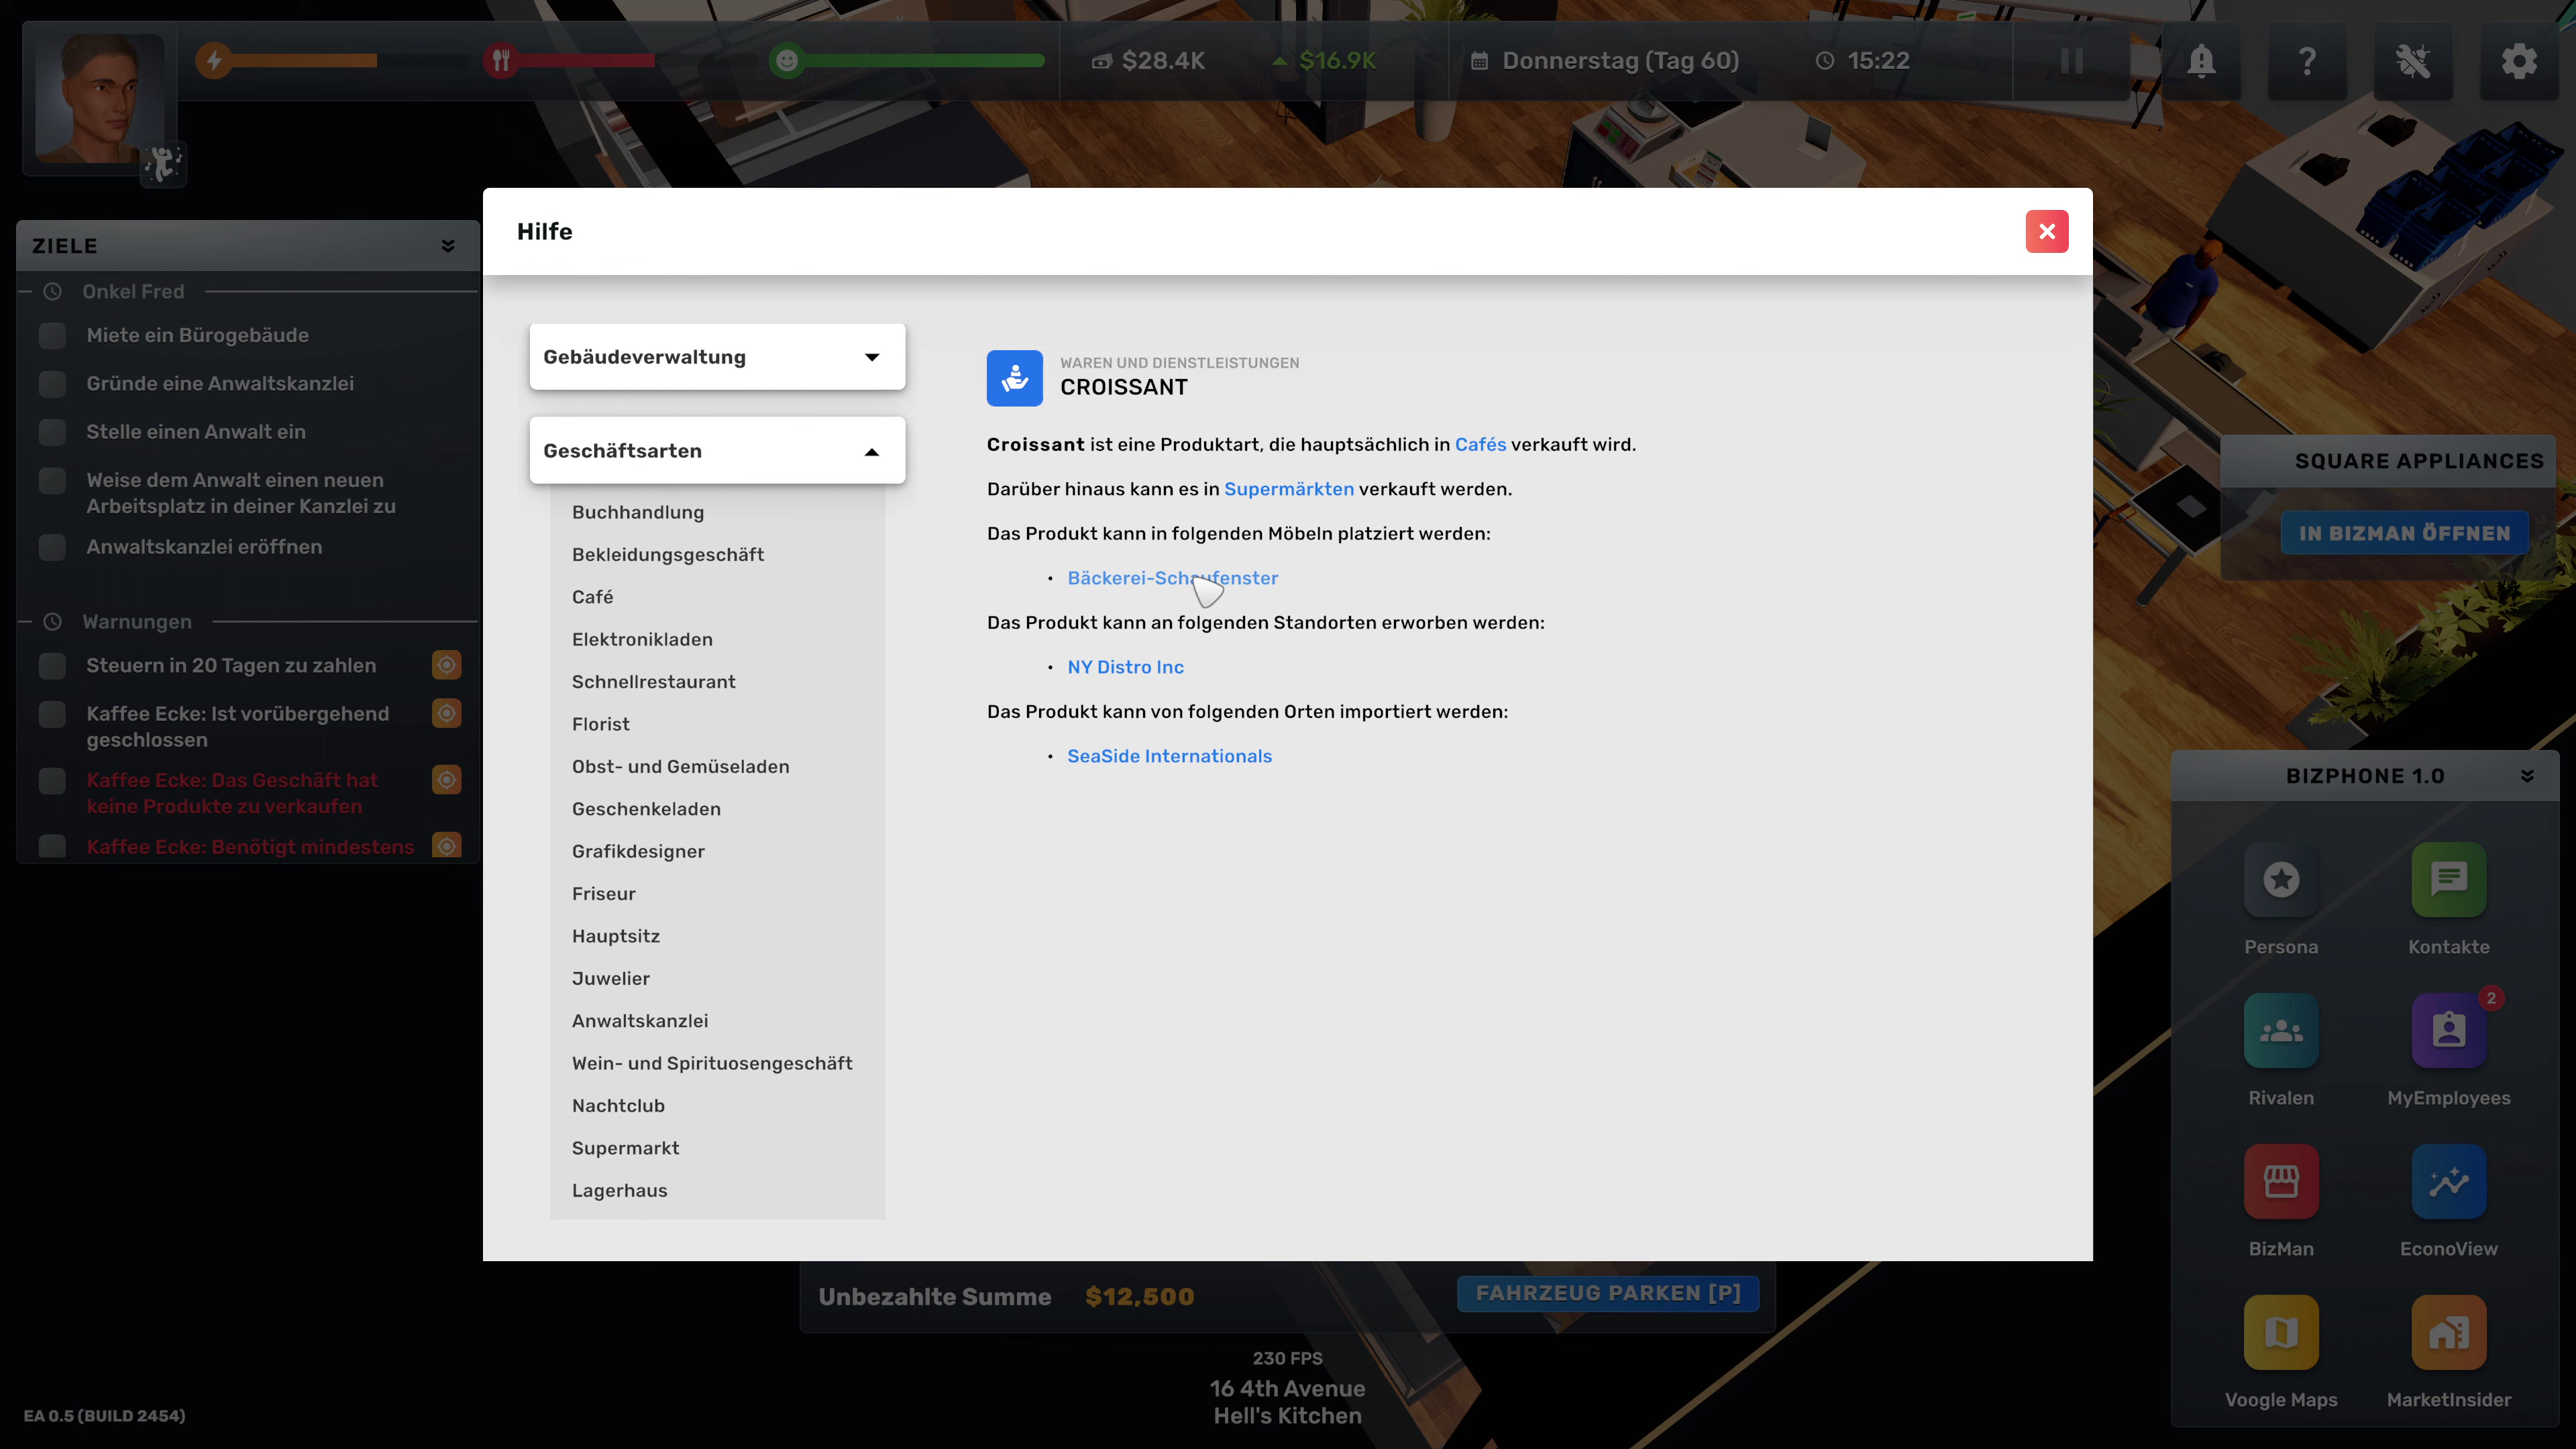 $28.4K
$16.9K
Donnerstag (Tag 60)
15:22
?
ZIELE
Onkel Fred
Miete ein Bürogebäude
Gründe eine Anwaltskanzlei
Stelle einen Anwalt ein
Weise dem Anwalt einen neuen
Arbeitsplatz in deiner Kanzlei zu
Anwaltskanzlei eröffnen
Warnungen
Steuern in 20 Tagen zu zahlen
Kaffee Ecke: Ist vorübergehend
geschlossen
Kaffee Ecke: Das Geschäft hat
keine Produkte zu verkaufen
Kaffee Ecke: Benötigt mindestens
Hilfe
Gebäudeverwaltung
Geschäftsarten
Buchhandlung
Bekleidungsgeschäft
Café
Elektronikladen
Schnellrestaurant
Florist
Obst- und Gemüseladen
Geschenkeladen
Grafikdesigner
Friseur
Hauptsitz
Juwelier
Anwaltskanzlei
Wein- und Spirituosengeschäft
Nachtclub
Supermarkt
Lagerhaus
WAREN UND DIENSTLEISTUNGEN
CROISSANT
Croissant ist eine Produktart, die hauptsächlich in Cafés verkauft wird.
Darüber hinaus kann es in Supermärkten verkauft werden.
Das Produkt kann in folgenden Möbeln platziert werden:
• Bäckerei-Schaufenster
Das Produkt kann an folgenden Standorten erworben werden:
• NY Distro Inc
Das Produkt kann von folgenden Orten importiert werden:
• SeaSide Internationals
SQUARE APPLIANCES
IN BIZMAN ÖFFNEN
BIZPHONE 1.0
Persona
Kontakte
2
Rivalen
MyEmployees
BizMan
EconoView
Voogle Maps
MarketInsider
Unbezahlte Summe $12,500
FAHRZEUG PARKEN [P]
230 FPS
16 4th Avenue
Hell's Kitchen
EA 0.5 (BUILD 2454)